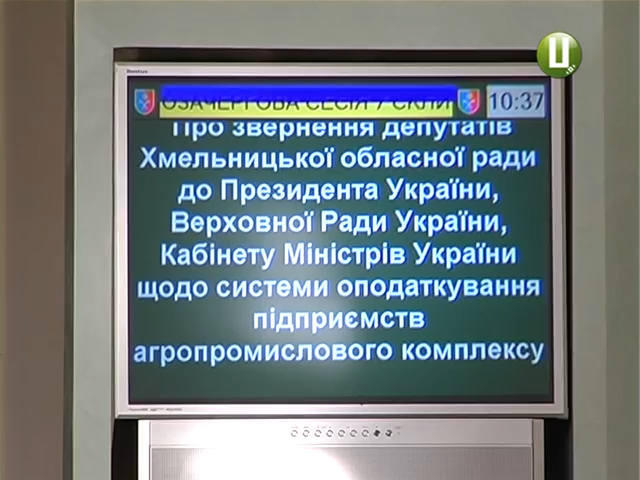 Ц
ОЗАЧЕРГОВА СЕСІЯ 7 СКЛИ
10:37
Про звернення депутатів
Хмельницької обласної ради
до Президента України,
Верховної Ради України,
Кабінету Міністрів України
щодо системи оподаткування
підприємств
агропромислового комплексу